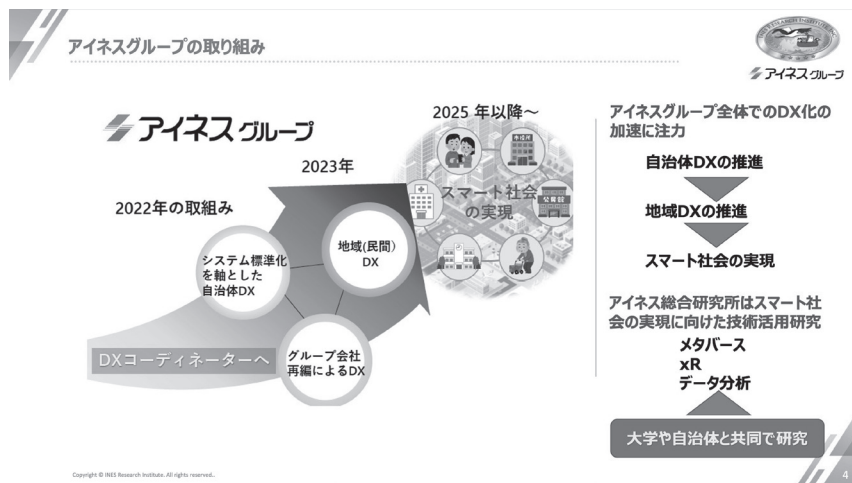 アイネスグループの取り組み
アイネスグループ
アイネスグループ
2022年の取組み
2023年
2025年以降～
システム標準化
を軸とした
自治体DX
地域(民間)
DX
グループ会社
再編によるDX
DXコーディネーターへ
スマート社会
の実現
市役所
公民館
アイネスグループ全体でのDX化の
加速に注力
自治体DXの推進
地域DXの推進
スマート社会の実現
アイネス総合研究所はスマート社
会の実現に向けた技術活用研究
メタバース
xR
データ分析
大学や自治体と共同で研究
Copyright © INES Research Institute. All rights reserved..
4